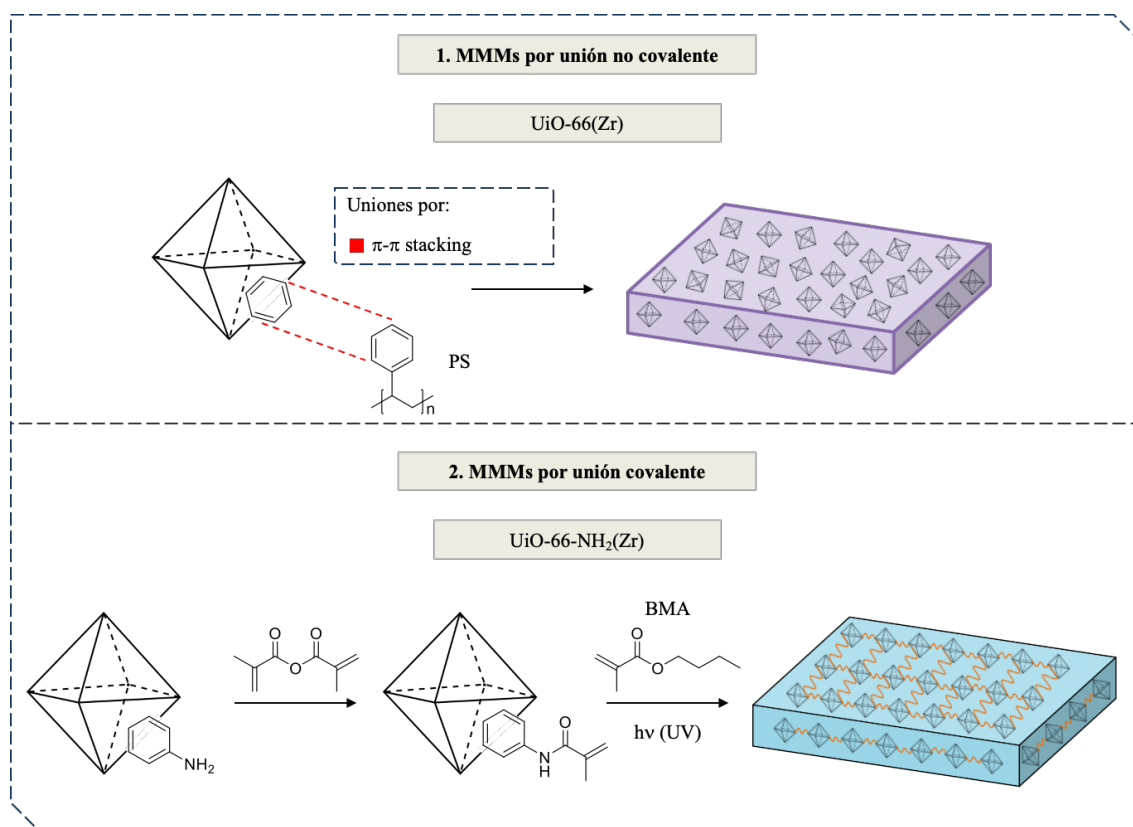 1. MMMs por unión no covalente
UiO-66(Zr)
Uniones por:
π-π stacking
PS
n
2. MMMs por unión covalente
UiO-66-NH₂(Zr)
BMA
O O
O
NH₂
O
O
O
N
H
hν (UV)